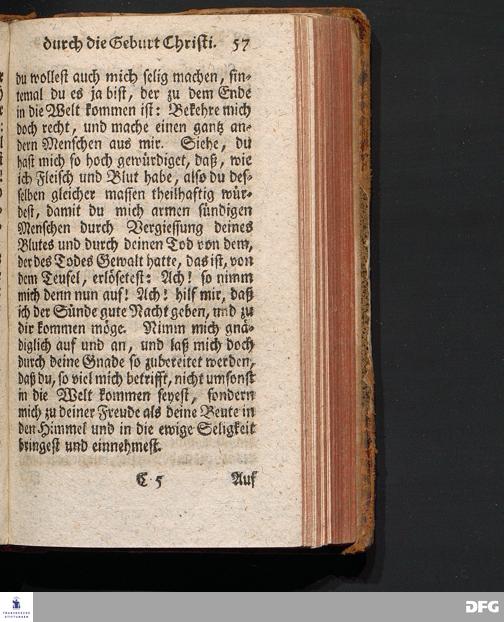 durch die Geburt Christi. 57
du wollest auch mich selig machen, sin-
temal du es ja bist, der zu dem Ende
in die Welt kommen ist: Bekehre mich
doch recht, und mache einen gantz an-
dern Menschen aus mir. Siehe, du
hast mich so hoch gewürdiget, daß, wie
ich Fleisch und Blut habe, also du des-
selben gleicher massen theilhaftig wür-
dest, damit du mich armen sündigen
Menschen durch Vergiessung deines
Blutes und durch deinen Tod von dem,
der des Todes Gewalt hatte, das ist, von
dem Teufel, erlösetest: Ach! so nimm
mich denn nun auf! Ach! hilf mir, daß
ich der Sünde gute Nacht geben, und zu
dir kommen möge. Nimm mich gnä-
diglich auf und an, und laß mich doch
durch deine Gnade so zubereitet werden,
daß du, so viel mich betrifft, nicht umsonst
in die Welt kommen seyest, sondern
mich zu deiner Freude als deine Beute in
den Himmel und in die ewige Seligkeit
bringest und einnehmest.
C 5 Auf
FRANCKESCHE
STIFTUNGEN
DFG